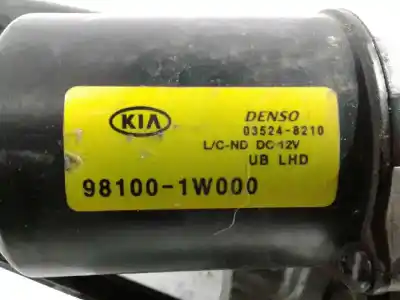 KIA
DENSO
03524-8210
L/C-ND DC 12V
UB LHD
98100-1W000